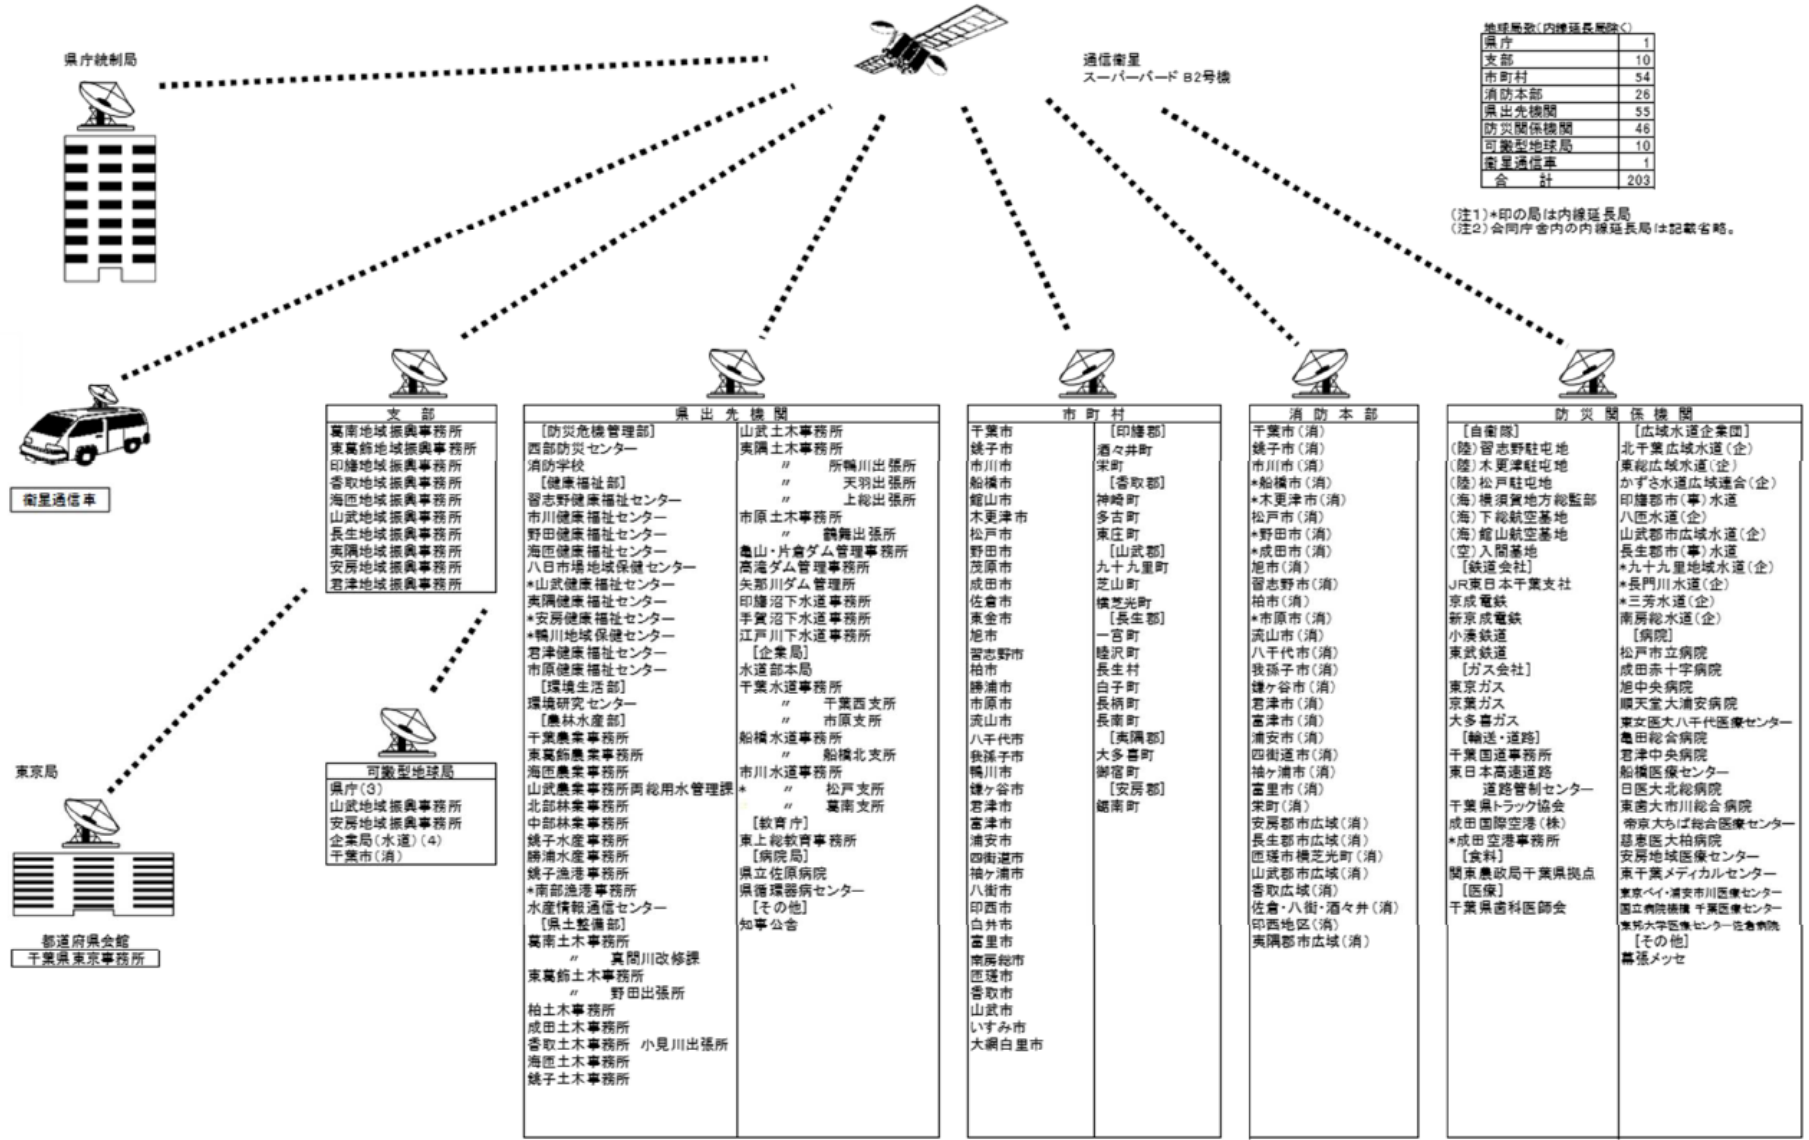 県庁統制局
通信衛星
スーパーバード B2号機
地球局数(内線延長局除く)
県庁 1
支部 10
市町村 54
消防本部 26
県出先機関 55
防災関係機関 46
可搬型地球局 10
衛星通信車 1
合 計 203
(注1)*印の局は内線延長局
(注2)合同庁舎内の内線延長局は記載省略。
衛星通信車
支 部
葛南地域振興事務所
東葛飾地域振興事務所
印旛地域振興事務所
香取地域振興事務所
海匝地域振興事務所
山武地域振興事務所
長生地域振興事務所
夷隅地域振興事務所
安房地域振興事務所
君津地域振興事務所
東京局
都道府県会館
千葉県東京事務所
可搬型地球局
県庁(3)
山武地域振興事務所
安房地域振興事務所
企業局(水道)(4)
千葉市(消)
県 出 先 機 関
[防災危機管理部]
西部防災センター
消防学校
[健康福祉部]
習志野健康福祉センター
市川健康福祉センター
野田健康福祉センター
海匝健康福祉センター
八日市場地域保健センター
*山武健康福祉センター
夷隅健康福祉センター
*安房健康福祉センター
*鴨川地域保健センター
君津健康福祉センター
市原健康福祉センター
[環境生活部]
環境研究センター
[農林水産部]
千葉農業事務所
東葛飾農業事務所
海匝農業事務所
山武農業事務所両総用水管理課
北部林業事務所
中部林業事務所
銚子水産事務所
勝浦水産事務所
銚子漁港事務所
*南部漁港事務所
水産情報通信センター
[県土整備部]
葛南土木事務所
〃 真間川改修課
東葛飾土木事務所
〃 野田出張所
柏土木事務所
成田土木事務所
香取土木事務所 小見川出張所
海匝土木事務所
銚子土木事務所
山武土木事務所
夷隅土木事務所
〃 所鴨川出張所
〃 天羽出張所
〃 上総出張所
市原土木事務所
〃 鶴舞出張所
亀山・片倉ダム管理事務所
高滝ダム管理事務所
矢那川ダム管理所
印旛沼下水道事務所
手賀沼下水道事務所
江戸川下水道事務所
[企業局]
水道部本局
千葉水道事務所
〃 千葉西支所
〃 市原支所
船橋水道事務所
〃 船橋北支所
市川水道事務所
* 〃 松戸支所
〃 葛南支所
[教育庁]
東上総教育事務所
[病院局]
県立佐原病院
県循環器病センター
[その他]
知事公舎
市 町 村
千葉市
銚子市
市川市
船橋市
館山市
木更津市
松戸市
野田市
茂原市
成田市
佐倉市
東金市
旭市
習志野市
柏市
勝浦市
市原市
流山市
八千代市
我孫子市
鴨川市
鎌ヶ谷市
君津市
富津市
浦安市
四街道市
袖ヶ浦市
八街市
印西市
白井市
富里市
南房総市
匝瑳市
香取市
山武市
いすみ市
大網白里市
[印旛郡]
酒々井町
栄町
[香取郡]
神崎町
多古町
東庄町
[山武郡]
九十九里町
芝山町
横芝光町
[長生郡]
一宮町
睦沢町
長生村
白子町
長柄町
長南町
[夷隅郡]
大多喜町
御宿町
[安房郡]
鋸南町
消 防 本 部
千葉市(消)
銚子市(消)
市川市(消)
*船橋市(消)
*木更津市(消)
松戸市(消)
*野田市(消)
*成田市(消)
旭市(消)
習志野市(消)
柏市(消)
*市原市(消)
流山市(消)
八千代市(消)
我孫子市(消)
鎌ヶ谷市(消)
君津市(消)
富津市(消)
浦安市(消)
四街道市(消)
袖ヶ浦市(消)
富里市(消)
栄町(消)
安房郡市広域(消)
長生郡市広域(消)
匝瑳市横芝光町(消)
山武郡市広域(消)
香取広域(消)
佐倉・八街・酒々井(消)
印西地区(消)
夷隅郡市広域(消)
防 災 関 係 機 関
[自衛隊]
(陸)習志野駐屯地
(陸)木更津駐屯地
(陸)松戸駐屯地
(海)横須賀地方総監部
(海)下総航空基地
(海)館山航空基地
(空)入間基地
[鉄道会社]
JR東日本千葉支社
京成電鉄
新京成電鉄
小湊鉄道
東武鉄道
[ガス会社]
東京ガス
京葉ガス
大多喜ガス
[輸送・道路]
千葉国道事務所
東日本高速道路
道路管制センター
千葉県トラック協会
成田国際空港(株)
*成田空港事務所
[食料]
関東農政局千葉県拠点
[医療]
千葉県歯科医師会
[広域水道企業団]
北千葉広域水道(企)
東総広域水道(企)
かずさ水道広域連合(企)
印旛郡市(事)水道
八匝水道(企)
山武郡市広域水道(企)
長生郡市(事)水道
*九十九里地域水道(企)
*長門川水道(企)
*三芳水道(企)
南房総水道(企)
[病院]
松戸市立病院
成田赤十字病院
旭中央病院
順天堂大浦安病院
東女医大八千代医療センター
亀田総合病院
君津中央病院
船橋医療センター
日医大北総病院
東歯大市川総合病院
帝京大ちば総合医療センター
慈恵医大柏病院
安房地域医療センター
東千葉メディカルセンター
東京ベイ・浦安市川医療センター
国立病院機構 千葉医療センター
東邦大学医療センター佐倉病院
[その他]
幕張メッセ